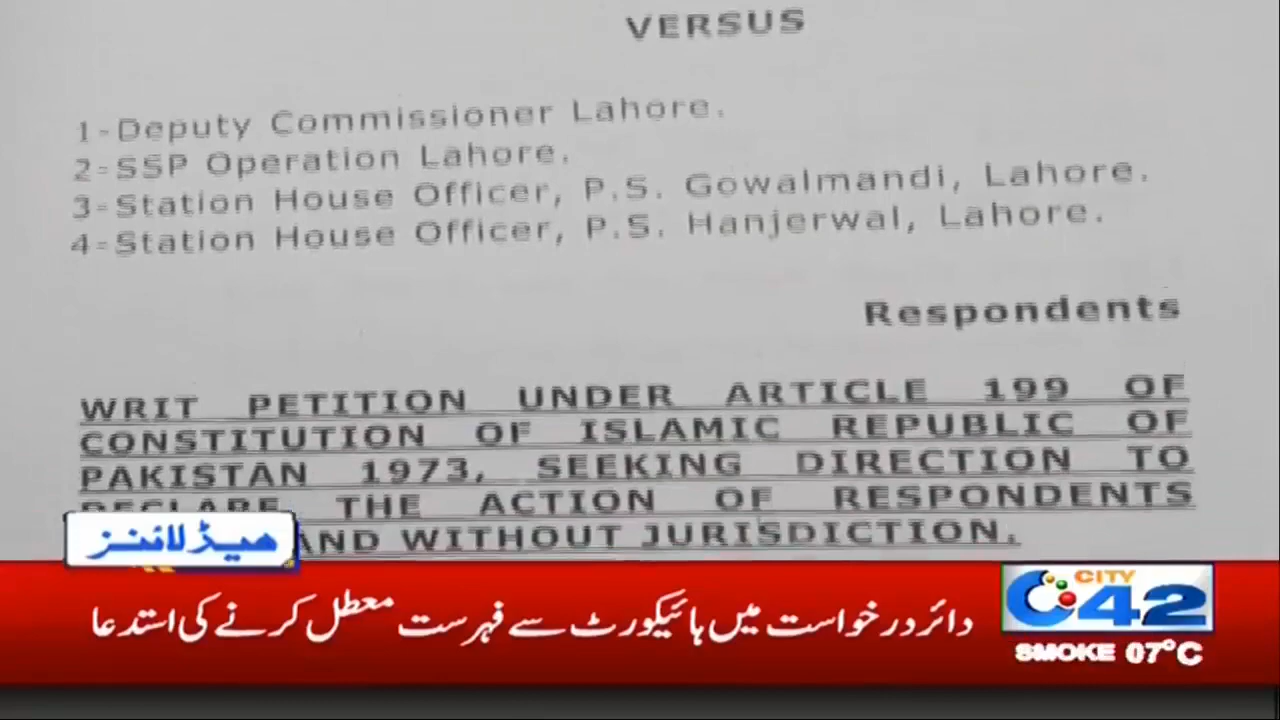 VERSUS
1-Deputy Commissioner Lahore.
2-SSP Operation Lahore.
3-Station House Officer, P.S. Gowalmandi, Lahore.
4-Station House Officer, P.S. Hanjerwal, Lahore.
Respondents
WRIT PETITION UNDER ARTICLE 199 OF
CONSTITUTION OF ISLAMIC REPUBLIC OF
PAKISTAN 1973, SEEKING DIRECTION TO
DECLARE THE ACTION OF RESPONDENTS
AND WITHOUT JURISDICTION.
ہیڈلائنز
دائر درخواست میں ہائیکورٹ سے فہرست معطل کرنے کی استدعا
CITY
42
SMOKE 07°C